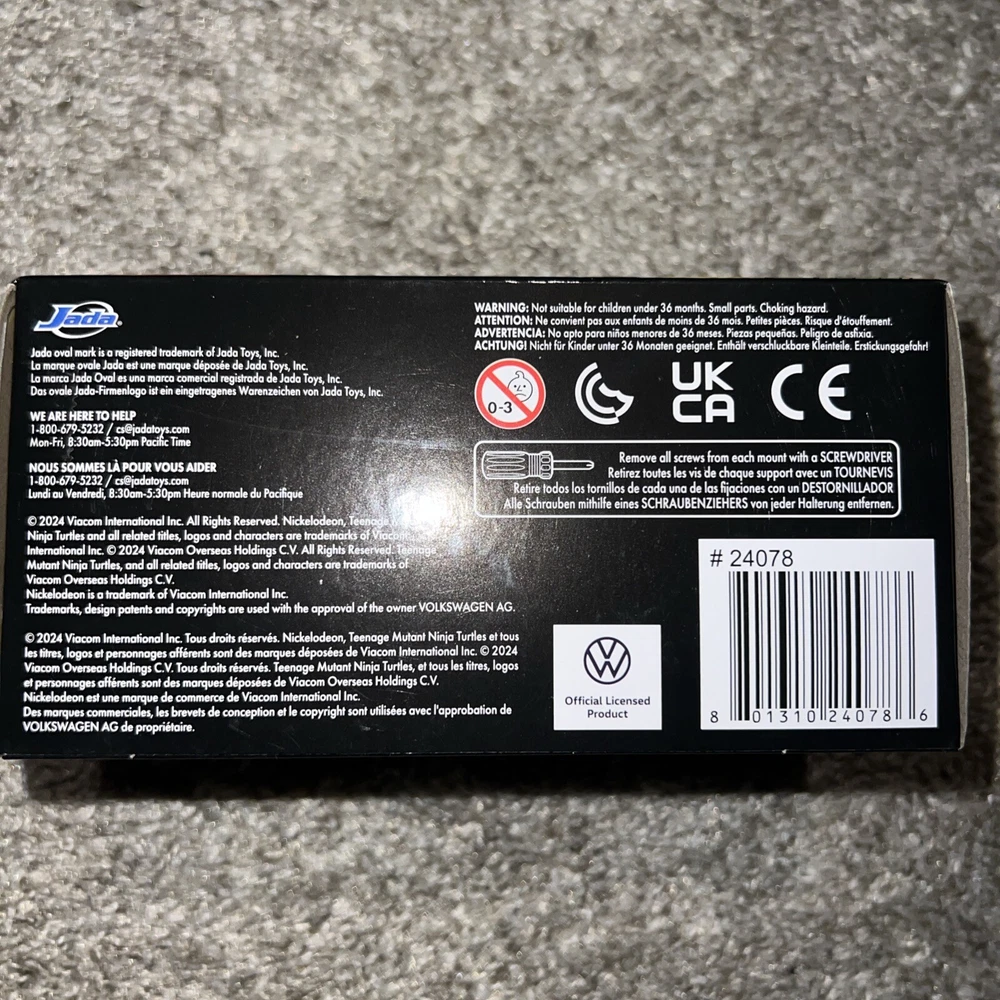 Jada®
Jada oval mark is a registered trademark of Jada Toys, Inc.
La marque ovale Jada est une marque déposée de Jada Toys, Inc.
La marca Jada Oval es una marca comercial registrada de Jada Toys, Inc.
Das ovale Jada-Firmenlogo ist ein eingetragenes Warenzeichen von Jada Toys, Inc.
WE ARE HERE TO HELP
1-800-679-5232 / cs@jadatoys.com
Mon-Fri, 8:30am-5:30pm Pacific Time
NOUS SOMMES LÀ POUR VOUS AIDER
1-800-679-5232 / cs@jadatoys.com
Lundi au Vendredi, 8:30am-5:30pm Heure normale du Pacifique
© 2024 Viacom International Inc. All Rights Reserved. Nickelodeon, Teenage
Ninja Turtles and all related titles, logos and characters are trademarks of Viacom
International Inc. © 2024 Viacom Overseas Holdings C.V. All Rights Reserved. Teenage
Mutant Ninja Turtles, and all related titles, logos and characters are trademarks of
Viacom Overseas Holdings C.V.
Nickelodeon is a trademark of Viacom International Inc.
Trademarks, design patents and copyrights are used with the approval of the owner VOLKSWAGEN AG.
© 2024 Viacom International Inc. Tous droits réservés. Nickelodeon, Teenage Mutant Ninja Turtles et tous
les titres, logos et personnages afférents sont des marques déposées de Viacom International Inc. © 2024
Viacom Overseas Holdings C.V. Tous droits réservés. Teenage Mutant Ninja Turtles, et tous les titres, logos
et personnages afférents sont des marques déposées de Viacom Overseas Holdings C.V.
Nickelodeon est une marque de commerce de Viacom International Inc.
Des marques commerciales, les brevets de conception et le copyright sont utilisées avec l'approbation de
VOLKSWAGEN AG de propriétaire.
WARNING: Not suitable for children under 36 months. Small parts. Choking hazard.
ATTENTION: Ne convient pas aux enfants de moins de 36 mois. Petites pièces. Risque d'étouffement.
ADVERTENCIA: No apto para niños menores de 36 meses. Piezas pequeñas. Peligro de asfixia.
ACHTUNG! Nicht für Kinder unter 36 Monaten geeignet. Enthält verschluckbare Kleinteile. Erstickungsgefahr!
0-3
UK
CA
CE
Remove all screws from each mount with a SCREWDRIVER
Retirez toutes les vis de chaque support avec un TOURNEVIS
Retire todos los tornillos de cada una de las fijaciones con un DESTORNILLADOR
Alle Schrauben mithilfe eines SCHRAUBENZIEHERS von jeder Halterung entfernen.
VW
Official Licensed
Product
# 24078
8 01310 24078 6